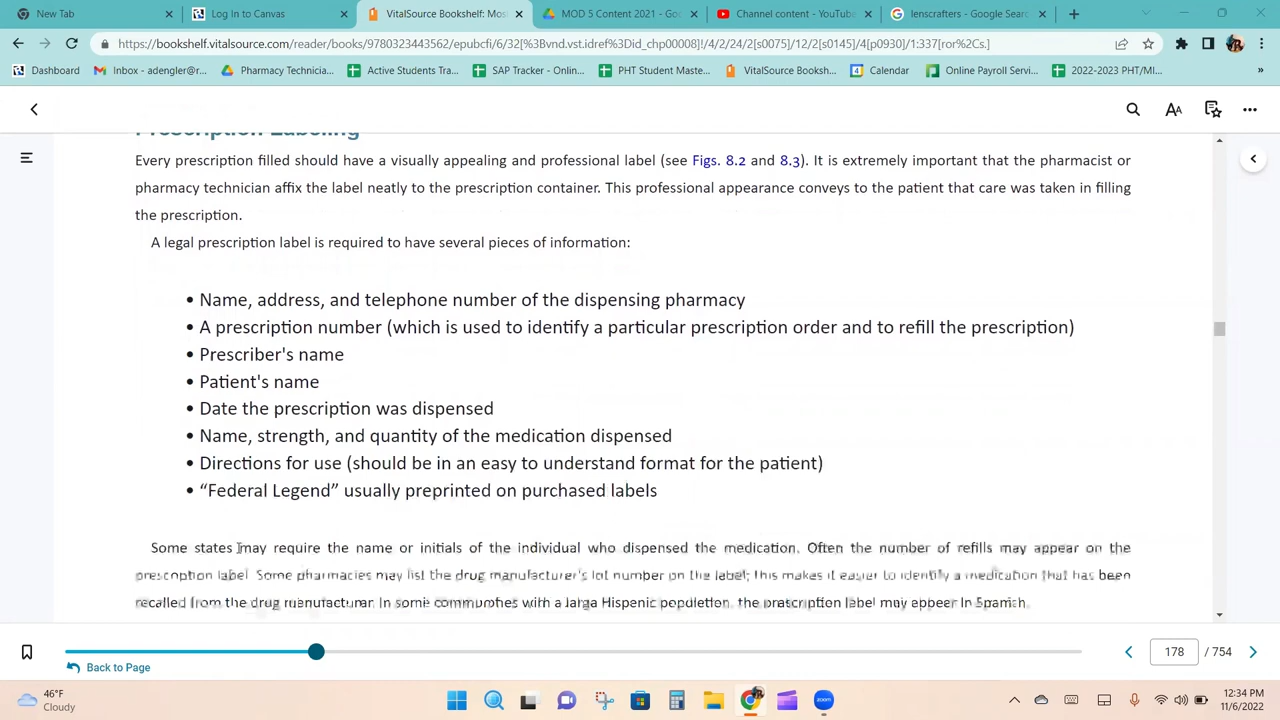 New Tab
Log In to Canvas
VitalSource Bookshelf: Mos
MOD 5 Content 2021 - Go
Channel content - YouTube
lenscrafters - Google Sear
https://bookshelf.vitalsource.com/reader/books/9780323443562/epubcfi/6/32[%3Bvnd.vst.idref%3Did_chp00008]!/4/2/24/2[s0075]/12/2[s0145]/4[p0930]/1:337[ror%2Cs.]
Dashboard
Inbox - adengler@r...
Pharmacy Technicia...
Active Students Tra...
SAP Tracker - Onlin...
PHT Student Maste...
VitalSource Booksh...
Calendar
Online Payroll Servi...
2022-2023 PHT/MI...
»
AA
Prescription Labeling
Every prescription filled should have a visually appealing and professional label (see Figs. 8.2 and 8.3). It is extremely important that the pharmacist or
pharmacy technician affix the label neatly to the prescription container. This professional appearance conveys to the patient that care was taken in filling
the prescription.
A legal prescription label is required to have several pieces of information:
• Name, address, and telephone number of the dispensing pharmacy
• A prescription number (which is used to identify a particular prescription order and to refill the prescription)
• Prescriber's name
• Patient's name
• Date the prescription was dispensed
• Name, strength, and quantity of the medication dispensed
• Directions for use (should be in an easy to understand format for the patient)
• “Federal Legend” usually preprinted on purchased labels
Some states may require the name or initials of the individual who dispensed the medication. Often the number of refills may appear on the
prescription label. Some pharmacies may list the drug manufacturer's lot number on the label; this makes it easier to identify a medication that has been
recalled from the drug manufacturer. In some communities with a large Hispanic population, the prescription label may appear in Spanish.
Back to Page
178 / 754
46°F
Cloudy
zoom
12:34 PM
11/6/2022